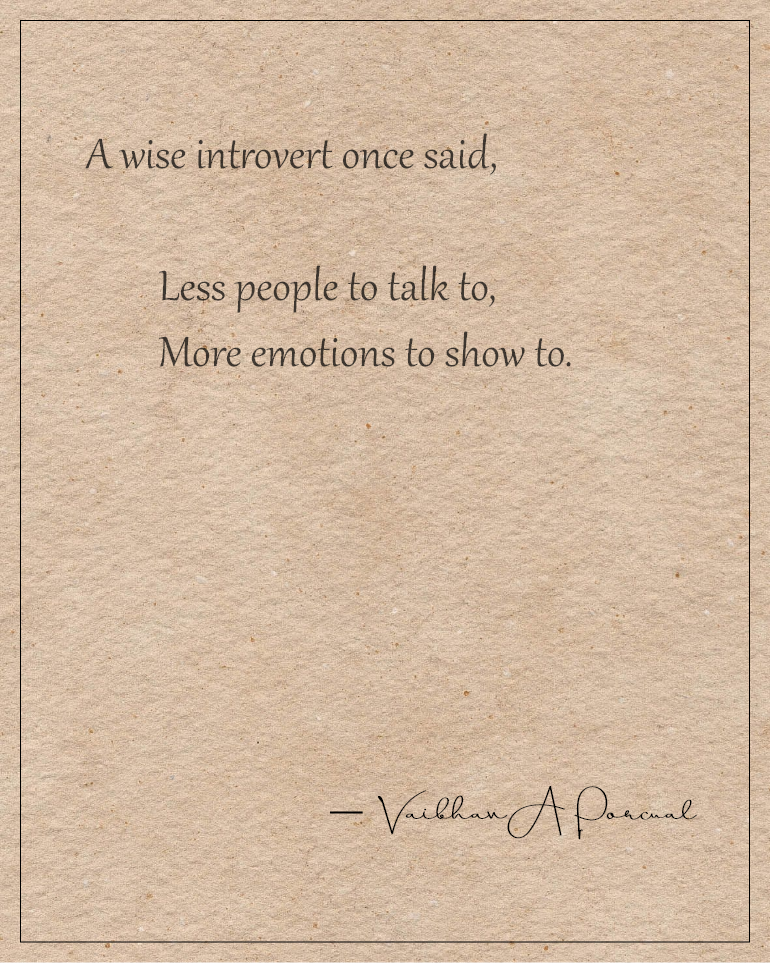 A wise introvert once said,
Less people to talk to,
More emotions to show to.
— Vaibhav A Porwal